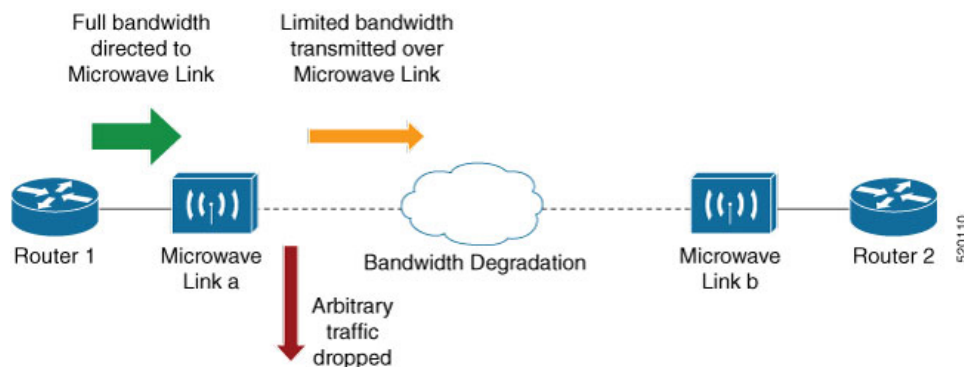 Full bandwidth
directed to
Microwave Link
Limited bandwidth
transmitted over
Microwave Link
Router 1
Microwave
Link a
Bandwidth Degradation
Microwave
Link b
Router 2
520110
Arbitrary
traffic
dropped